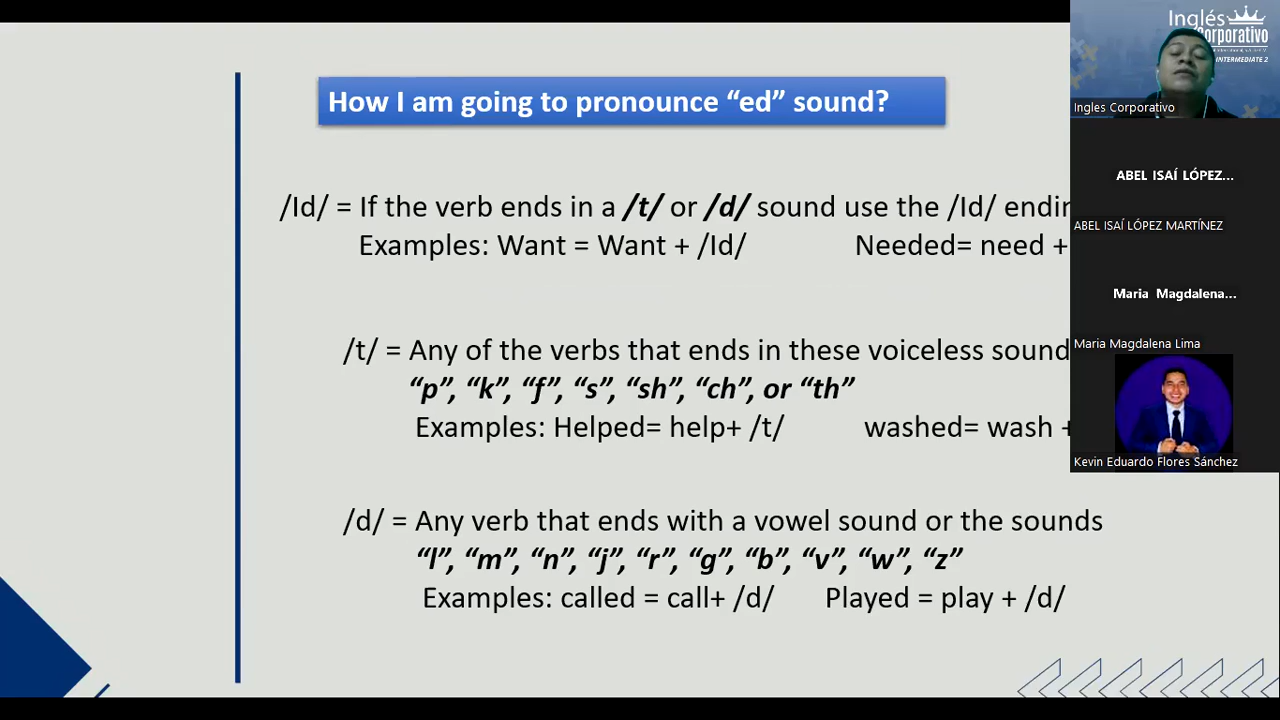 How I am going to pronounce “ed” sound?
/Id/ = If the verb ends in a /t/ or /d/ sound use the /Id/
Examples: Want = Want + /Id/ Needed= need +
/t/ = Any of the verbs that ends in these voiceless sound
“p”, “k”, “f”, “s”, “sh”, “ch”, or “th”
Examples: Helped= help+ /t/ washed= wash +
/d/ = Any verb that ends with a vowel sound or the sounds
“l”, “m”, “n”, “j”, “r”, “g”, “b”, “v”, “w”, “z”
Examples: called = call+ /d/ Played = play + /d/
Inglés
Corporativo
INTERMEDIATE 2
Ingles Corporativo
ABEL ISAÍ LÓPEZ...
ABEL ISAÍ LÓPEZ MARTÍNEZ
Maria Magdalena...
Maria Magdalena Lima
Kevin Eduardo Flores Sánchez